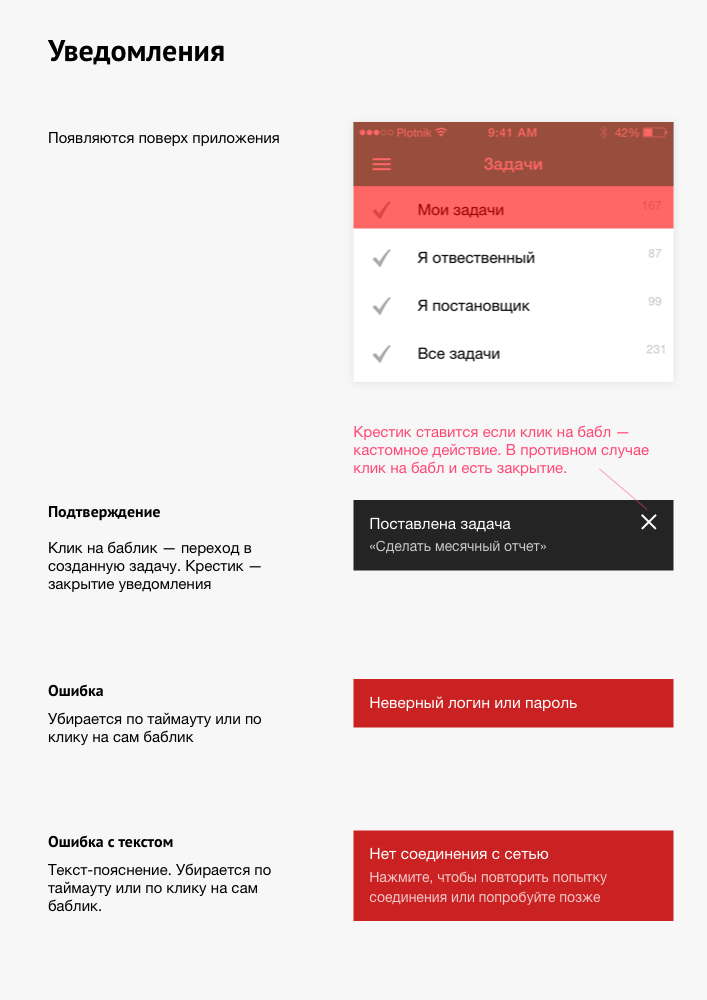 Уведомления
Появляются поверх приложения
Plotnik 9:41 AM 42%
Задачи
Мои задачи 167
Я отвественный 87
Я постановщик 99
Все задачи 231
Крестик ставится если клик на бабл —
кастомное действие. В противном случае
клик на бабл и есть закрытие.
Подтверждение
Клик на баблик — переход в
созданную задачу. Крестик —
закрытие уведомления
Поставлена задача
«Сделать месячный отчет»
Ошибка
Убирается по таймауту или по
клику на сам баблик
Неверный логин или пароль
Ошибка с текстом
Текст-пояснение. Убирается по
таймауту или по клику на сам
баблик.
Нет соединения с сетью
Нажмите, чтобы повторить попытку
соединения или попробуйте позже